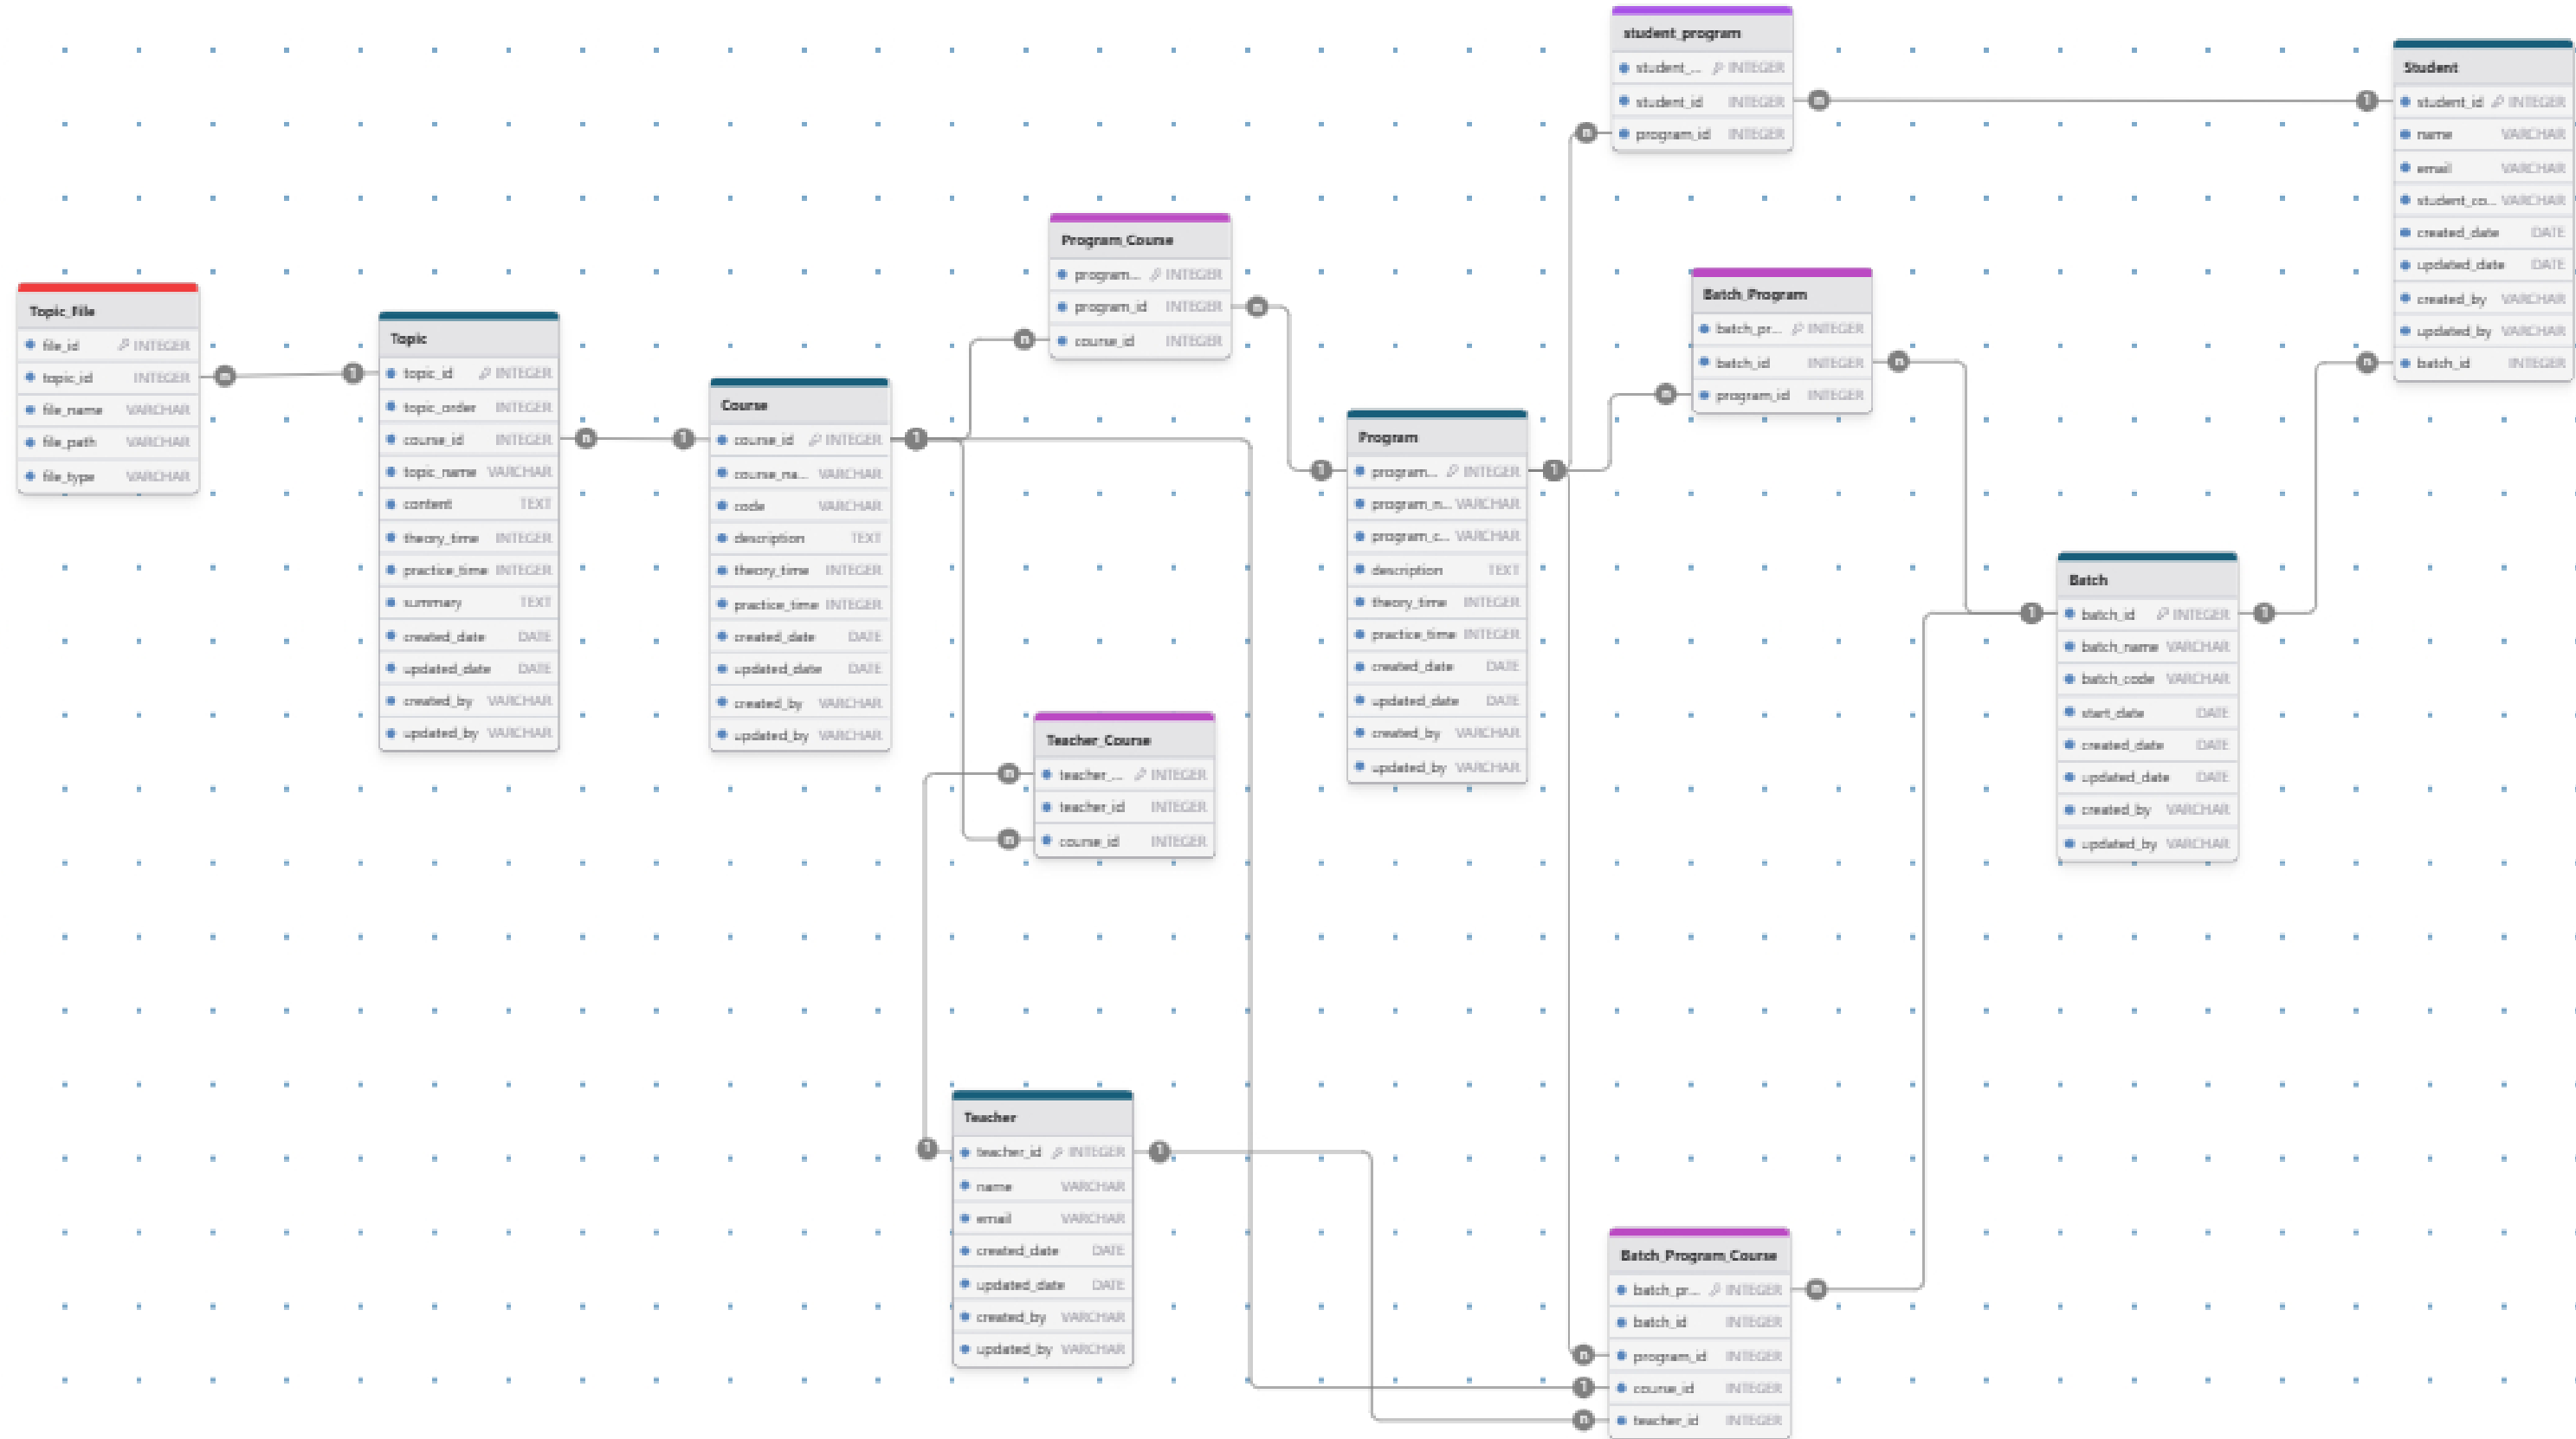 student_program
student_... INTEGER
student_id INTEGER
program_id INTEGER
Student
student_id INTEGER
name VARCHAR
email VARCHAR
student_co... VARCHAR
created_date DATE
updated_date DATE
created_by VARCHAR
updated_by VARCHAR
batch_id INTEGER
Program_Course
program... INTEGER
program_id INTEGER
course_id INTEGER
Batch_Program
batch_pr... INTEGER
batch_id INTEGER
program_id INTEGER
Topic_File
file_id INTEGER
topic_id INTEGER
file_name VARCHAR
file_path VARCHAR
file_type VARCHAR
Topic
topic_id INTEGER
topic_order INTEGER
course_id INTEGER
topic_name VARCHAR
content TEXT
theory_time INTEGER
practice_time INTEGER
summary TEXT
created_date DATE
updated_date DATE
created_by VARCHAR
updated_by VARCHAR
Course
course_id INTEGER
course_na... VARCHAR
code VARCHAR
description TEXT
theory_time INTEGER
practice_time INTEGER
created_date DATE
updated_date DATE
created_by VARCHAR
updated_by VARCHAR
Program
program... INTEGER
program_n... VARCHAR
program_c... VARCHAR
description TEXT
theory_time INTEGER
practice_time INTEGER
created_date DATE
updated_date DATE
created_by VARCHAR
updated_by VARCHAR
Batch
batch_id INTEGER
batch_name VARCHAR
batch_code VARCHAR
start_date DATE
created_date DATE
updated_date DATE
created_by VARCHAR
updated_by VARCHAR
Teacher_Course
teacher_... INTEGER
teacher_id INTEGER
course_id INTEGER
Teacher
teacher_id INTEGER
name VARCHAR
email VARCHAR
created_date DATE
updated_date DATE
created_by VARCHAR
updated_by VARCHAR
Batch_Program_Course
batch_pr... INTEGER
batch_id INTEGER
program_id INTEGER
course_id INTEGER
teacher_id INTEGER
n 1
n
n
n
n 1
n 1
n 1
1 1
n
n
1 1
n
n
1 1
n
n
1
n